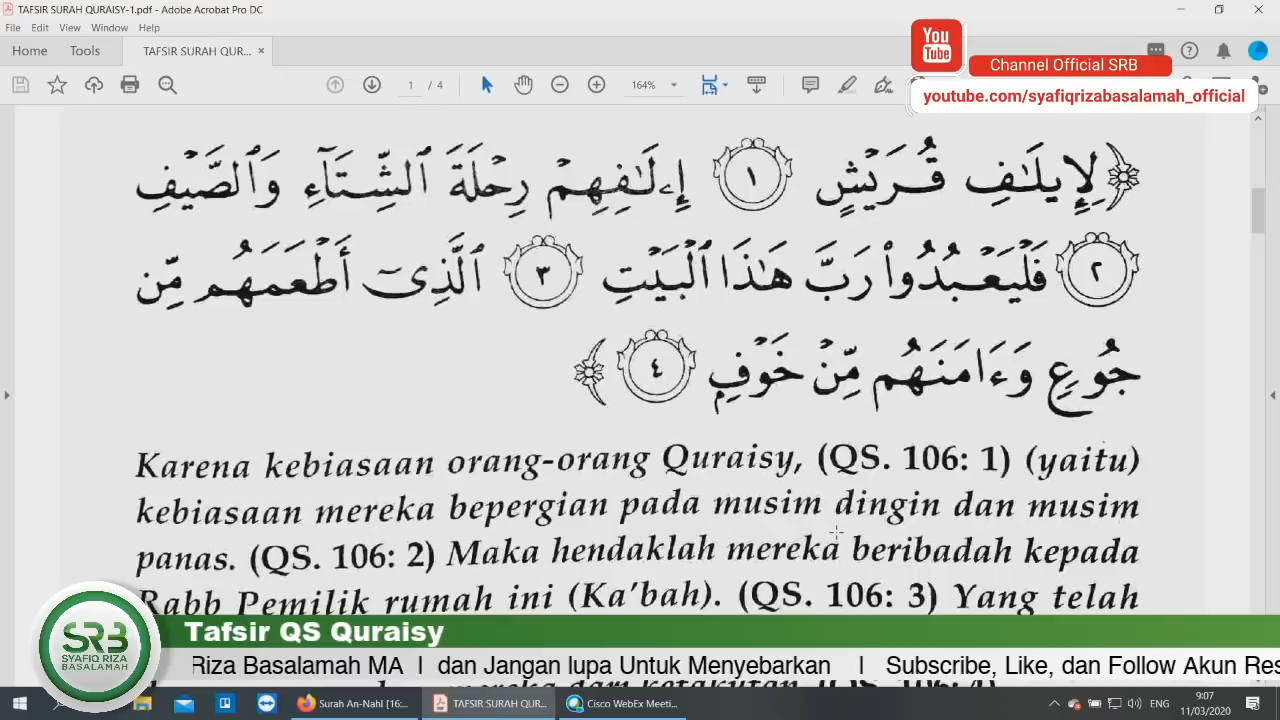 TAFSIR SURAH QURAISY-1.pdf - Adobe Acrobat Pro DC
File Edit View Window Help
Home Tools TAFSIR SURAH QUR... ×
1 / 4 164%
You
Tube
Channel Official SRB
youtube.com/syafiqrizabasalamah_official
﴿لِإِيلَـٰفِ قُرَيْشٍ ١ إِۦلَـٰفِهِمْ رِحْلَةَ ٱلشِّتَآءِ وَٱلصَّيْفِ
٢ فَلْيَعْبُدُوا۟ رَبَّ هَـٰذَا ٱلْبَيْتِ ٣ ٱلَّذِىٓ أَطْعَمَهُم مِّن
جُوعٍ وَءَامَنَهُم مِّنْ خَوْفٍۭ ٤ ﴾
Karena kebiasaan orang-orang Quraisy, (QS. 106: 1) (yaitu)
kebiasaan mereka bepergian pada musim dingin dan musim
panas. (QS. 106: 2) Maka hendaklah mereka beribadah kepada
Rabb Pemilik rumah ini (Ka'bah). (QS. 106: 3) Yang telah
SRB
SYAFIQ RIZA
BASALAMAH
Tafsir QS Quraisy
Riza Basalamah MA I dan Jangan lupa Untuk Menyebarkan I Subscribe, Like, dan Follow Akun Res
mereka dari ketakutan.
Surah An-Nahl [16:... TAFSIR SURAH QUR... Cisco WebEx Meeti... ENG 9:07
11/03/2020